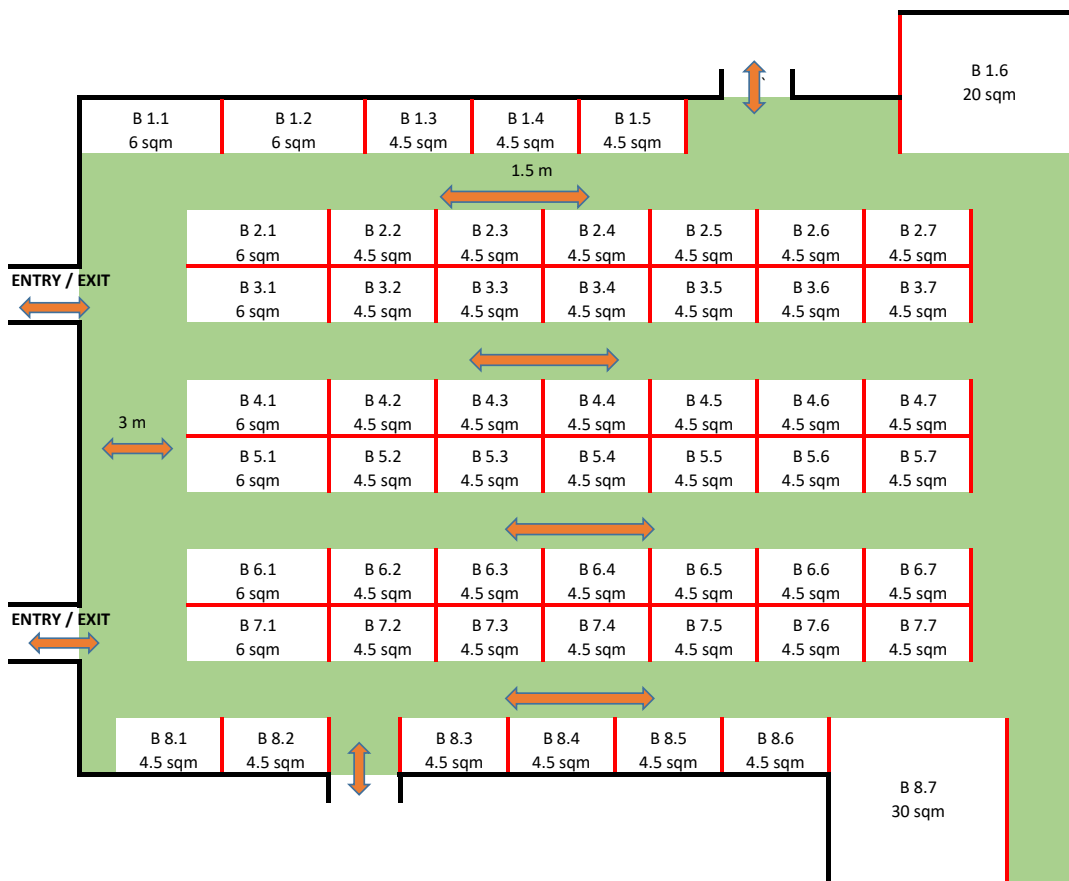 B 1.6
20 sqm
`
B 1.1
6 sqm
B 1.2
6 sqm
B 1.3
4.5 sqm
B 1.4
4.5 sqm
B 1.5
4.5 sqm
1.5 m
B 2.1
6 sqm
B 2.2
4.5 sqm
B 2.3
4.5 sqm
B 2.4
4.5 sqm
B 2.5
4.5 sqm
B 2.6
4.5 sqm
B 2.7
4.5 sqm
ENTRY / EXIT
B 3.1
6 sqm
B 3.2
4.5 sqm
B 3.3
4.5 sqm
B 3.4
4.5 sqm
B 3.5
4.5 sqm
B 3.6
4.5 sqm
B 3.7
4.5 sqm
B 4.1
6 sqm
B 4.2
4.5 sqm
B 4.3
4.5 sqm
B 4.4
4.5 sqm
B 4.5
4.5 sqm
B 4.6
4.5 sqm
B 4.7
4.5 sqm
3 m
B 5.1
6 sqm
B 5.2
4.5 sqm
B 5.3
4.5 sqm
B 5.4
4.5 sqm
B 5.5
4.5 sqm
B 5.6
4.5 sqm
B 5.7
4.5 sqm
B 6.1
6 sqm
B 6.2
4.5 sqm
B 6.3
4.5 sqm
B 6.4
4.5 sqm
B 6.5
4.5 sqm
B 6.6
4.5 sqm
B 6.7
4.5 sqm
ENTRY / EXIT
B 7.1
6 sqm
B 7.2
4.5 sqm
B 7.3
4.5 sqm
B 7.4
4.5 sqm
B 7.5
4.5 sqm
B 7.6
4.5 sqm
B 7.7
4.5 sqm
B 8.1
4.5 sqm
B 8.2
4.5 sqm
B 8.3
4.5 sqm
B 8.4
4.5 sqm
B 8.5
4.5 sqm
B 8.6
4.5 sqm
B 8.7
30 sqm